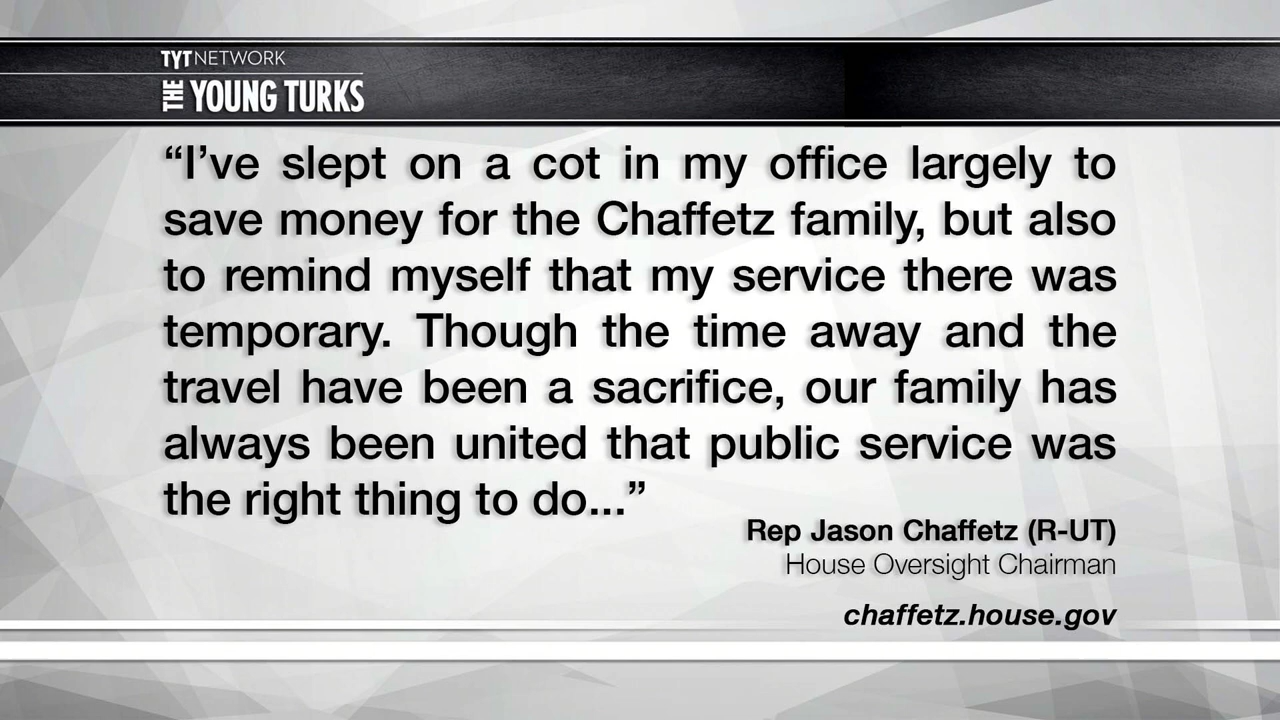 TYT NETWORK
THE YOUNG TURKS
“I’ve slept on a cot in my office largely to
save money for the Chaffetz family, but also
to remind myself that my service there was
temporary. Though the time away and the
travel have been a sacrifice, our family has
always been united that public service was
the right thing to do...”
Rep Jason Chaffetz (R-UT)
House Oversight Chairman
chaffetz.house.gov